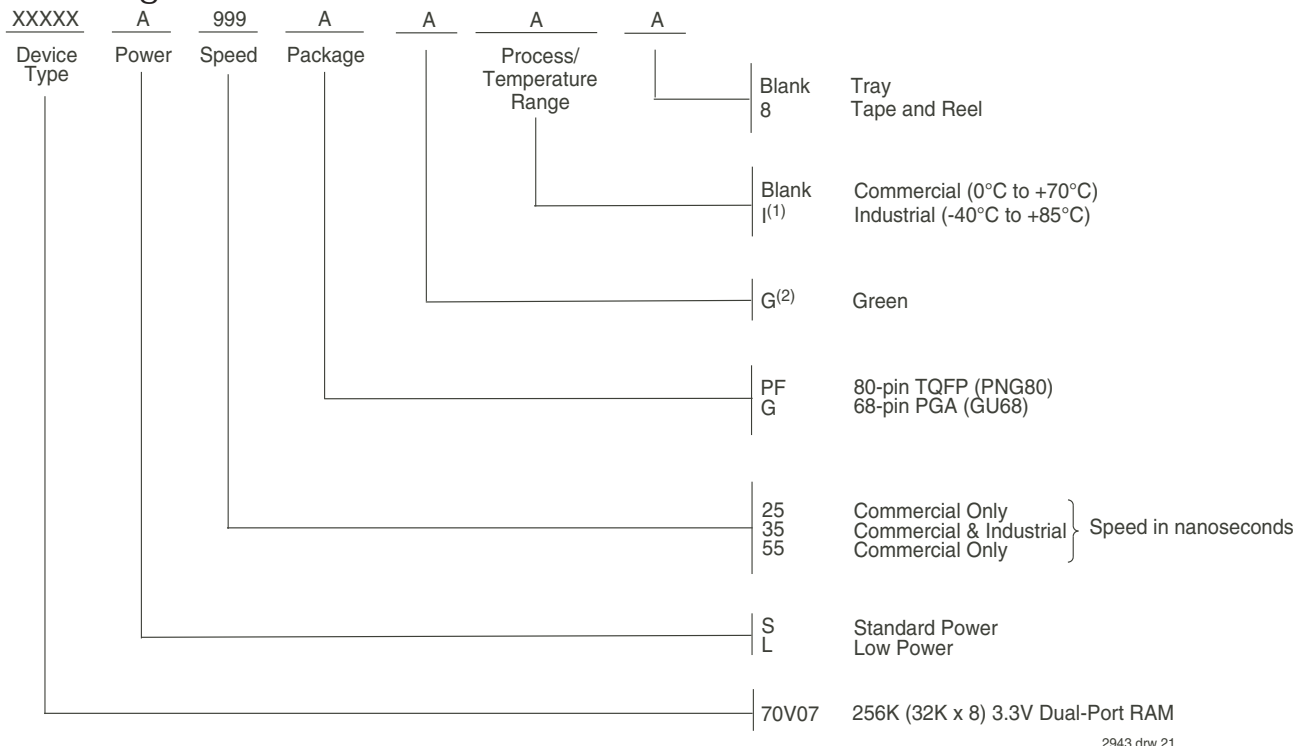 XXXXX A 999 A A A A
Device Type Power Speed Package Process/ Temperature Range
Blank Tray
8 Tape and Reel
Blank Commercial (0°C to +70°C)
I(1) Industrial (-40°C to +85°C)
G(2) Green
PF 80-pin TQFP (PNG80)
G 68-pin PGA (GU68)
25 Commercial Only
35 Commercial & Industrial Speed in nanoseconds
55 Commercial Only
S Standard Power
L Low Power
70V07 256K (32K x 8) 3.3V Dual-Port RAM
2943 drw 21